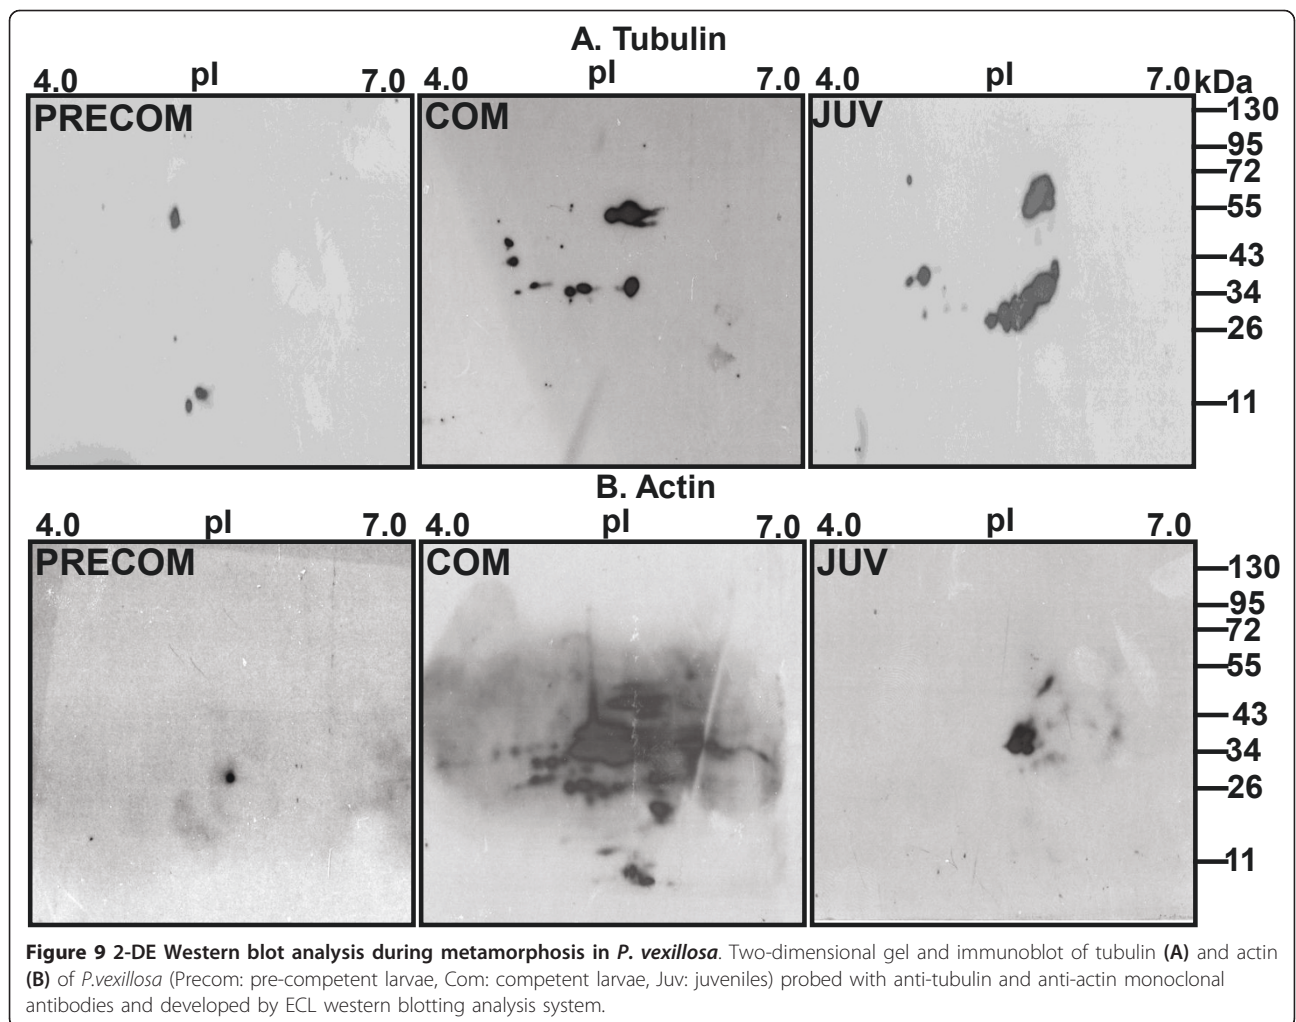 A. Tubulin
4.0 pI 7.0 4.0 pI 7.0 4.0 pI 7.0 kDa
PRECOM COM JUV
130
95
72
55
43
34
26
11
B. Actin
4.0 pI 7.0 4.0 pI 7.0 4.0 pI 7.0
PRECOM COM JUV
130
95
72
55
43
34
26
11
Figure 9 2-DE Western blot analysis during metamorphosis in P. vexillosa. Two-dimensional gel and immunoblot of tubulin (A) and actin
(B) of P.vexillosa (Precom: pre-competent larvae, Com: competent larvae, Juv: juveniles) probed with anti-tubulin and anti-actin monoclonal
antibodies and developed by ECL western blotting analysis system.